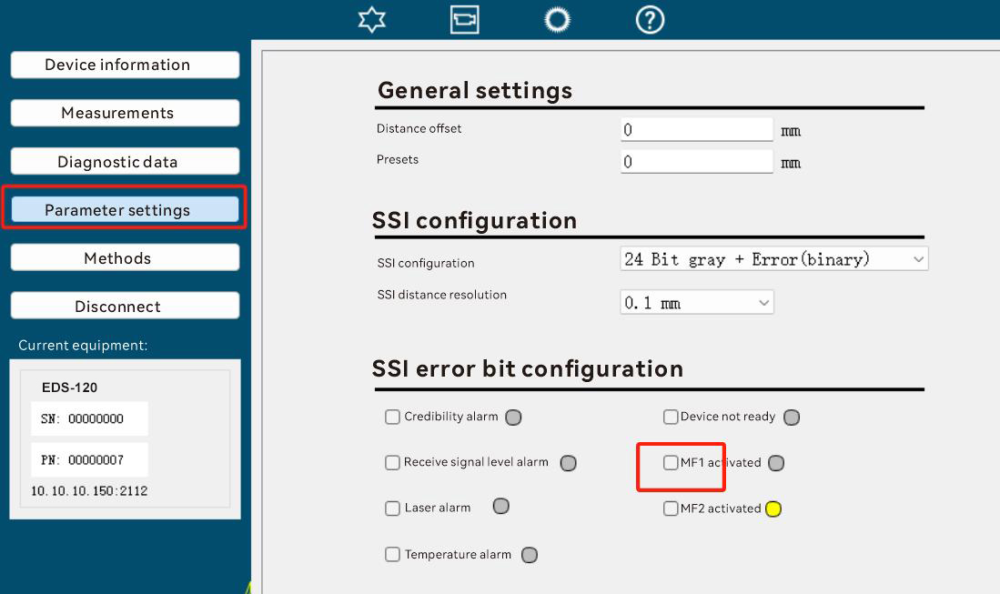 ?
Device information
Measurements
Diagnostic data
Parameter settings
Methods
Disconnect
Current equipment:
EDS-120
SN: 00000000
PN: 00000007
10.10.10.150:2112
General settings
Distance offset 0 mm
Presets 0 mm
SSI configuration
SSI configuration 24 Bit gray + Error(binary)
SSI distance resolution 0.1 mm
SSI error bit configuration
Credibility alarm Device not ready
Receive signal level alarm MF1 activated
Laser alarm MF2 activated
Temperature alarm